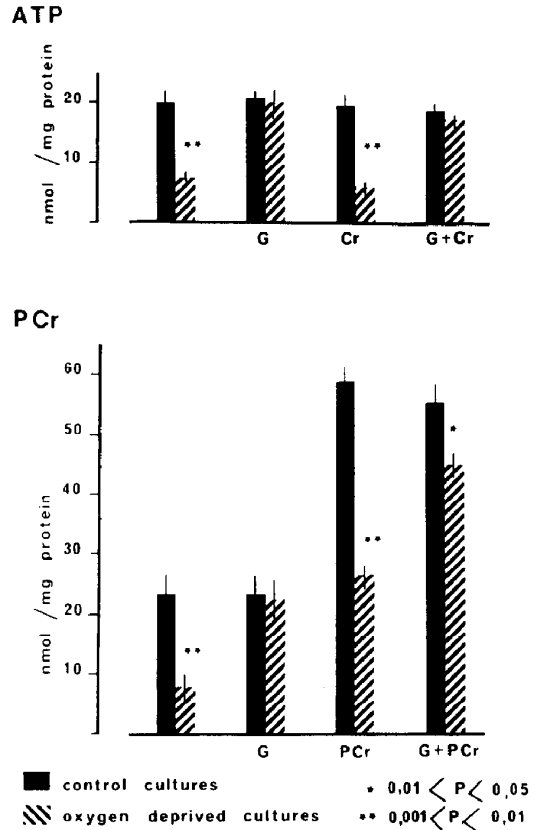 ATP
nmol / mg protein
20
10
** **
G Cr G+Cr
PCr
nmol / mg protein
60
50
40
30
20
10
*
**
**
G PCr G+PCr
control cultures * 0,01 < P < 0,05
oxygen deprived cultures ** 0,001 < P < 0,01